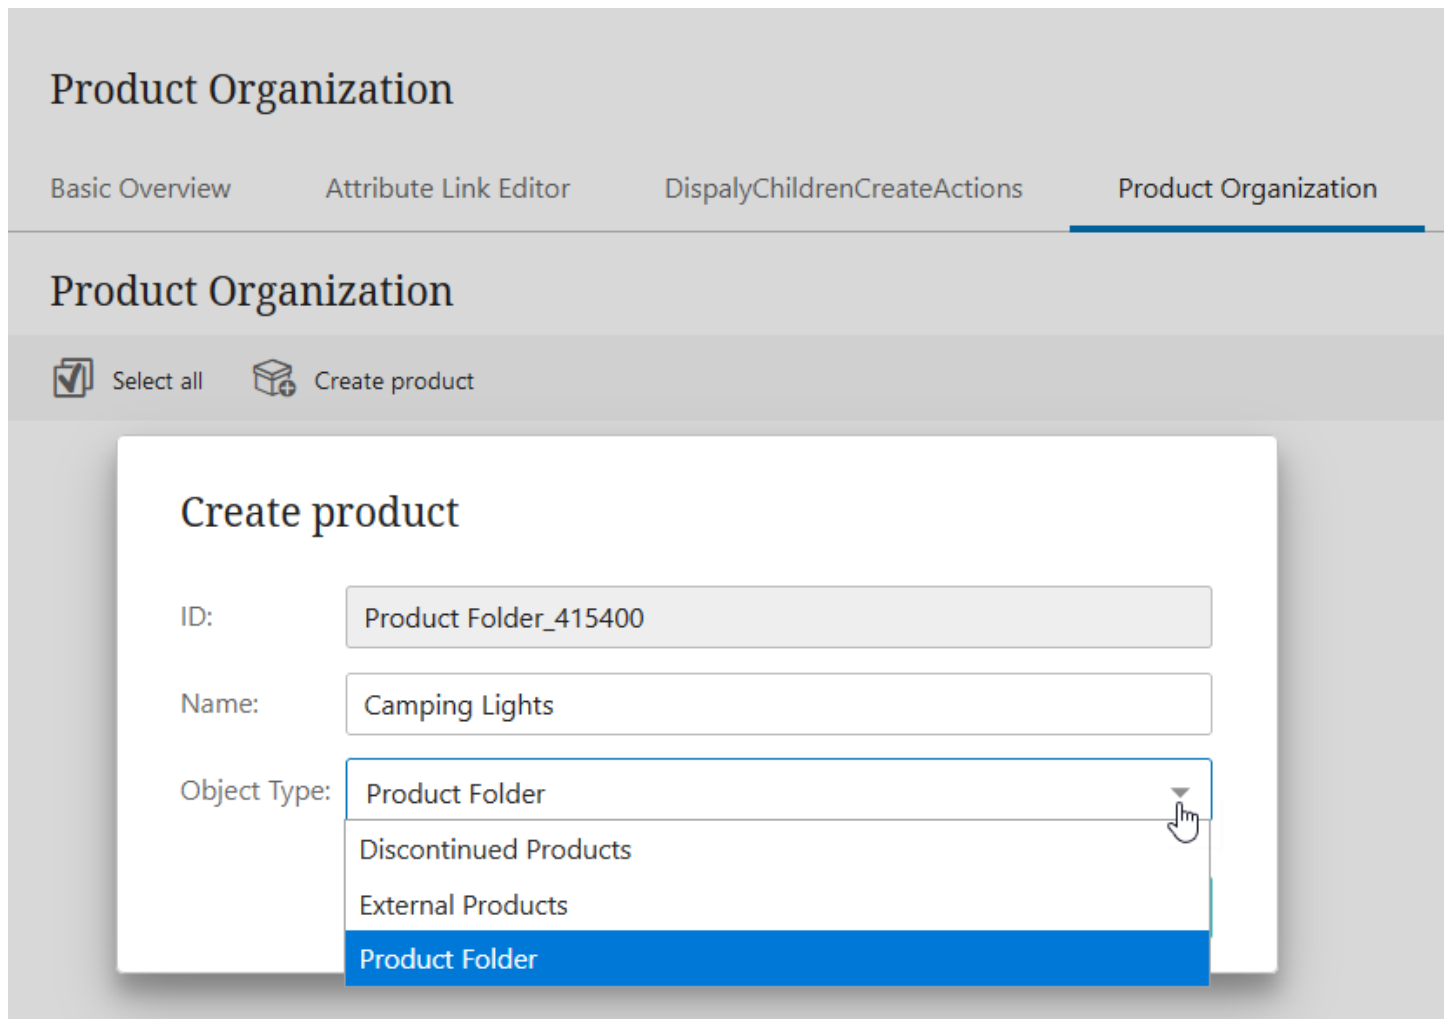 Product Organization
Basic Overview Attribute Link Editor DispalyChildrenCreateActions Product Organization
Product Organization
Select all Create product
Create product
ID: Product Folder_415400
Name: Camping Lights
Object Type: Product Folder
Discontinued Products
External Products
Product Folder